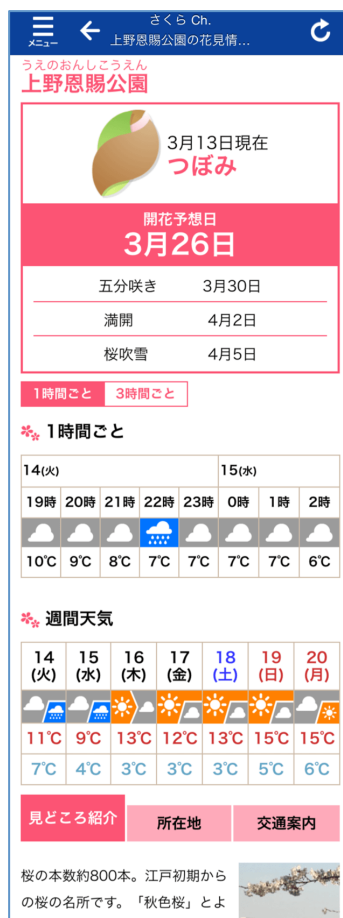 さくら Ch.
メニュー
上野恩賜公園の花見情...
うえのおんしこうえん
上野恩賜公園
3月13日現在
つぼみ
開花予想日
3月26日
五分咲き 3月30日
満開 4月2日
桜吹雪 4月5日
1時間ごと 3時間ごと
1時間ごと
14(火) 15(水)
19時 20時 21時 22時 23時 0時 1時 2時
10℃ 9℃ 8℃ 7℃ 7℃ 7℃ 7℃ 6℃
週間天気
14 15 16 17 18 19 20
(火) (水) (木) (金) (土) (日) (月)
11℃ 9℃ 13℃ 12℃ 13℃ 15℃ 15℃
7℃ 4℃ 3℃ 3℃ 3℃ 5℃ 6℃
見どころ紹介 所在地 交通案内
桜の本数約800本。江戸初期から
の桜の名所です。「秋色桜」とよ